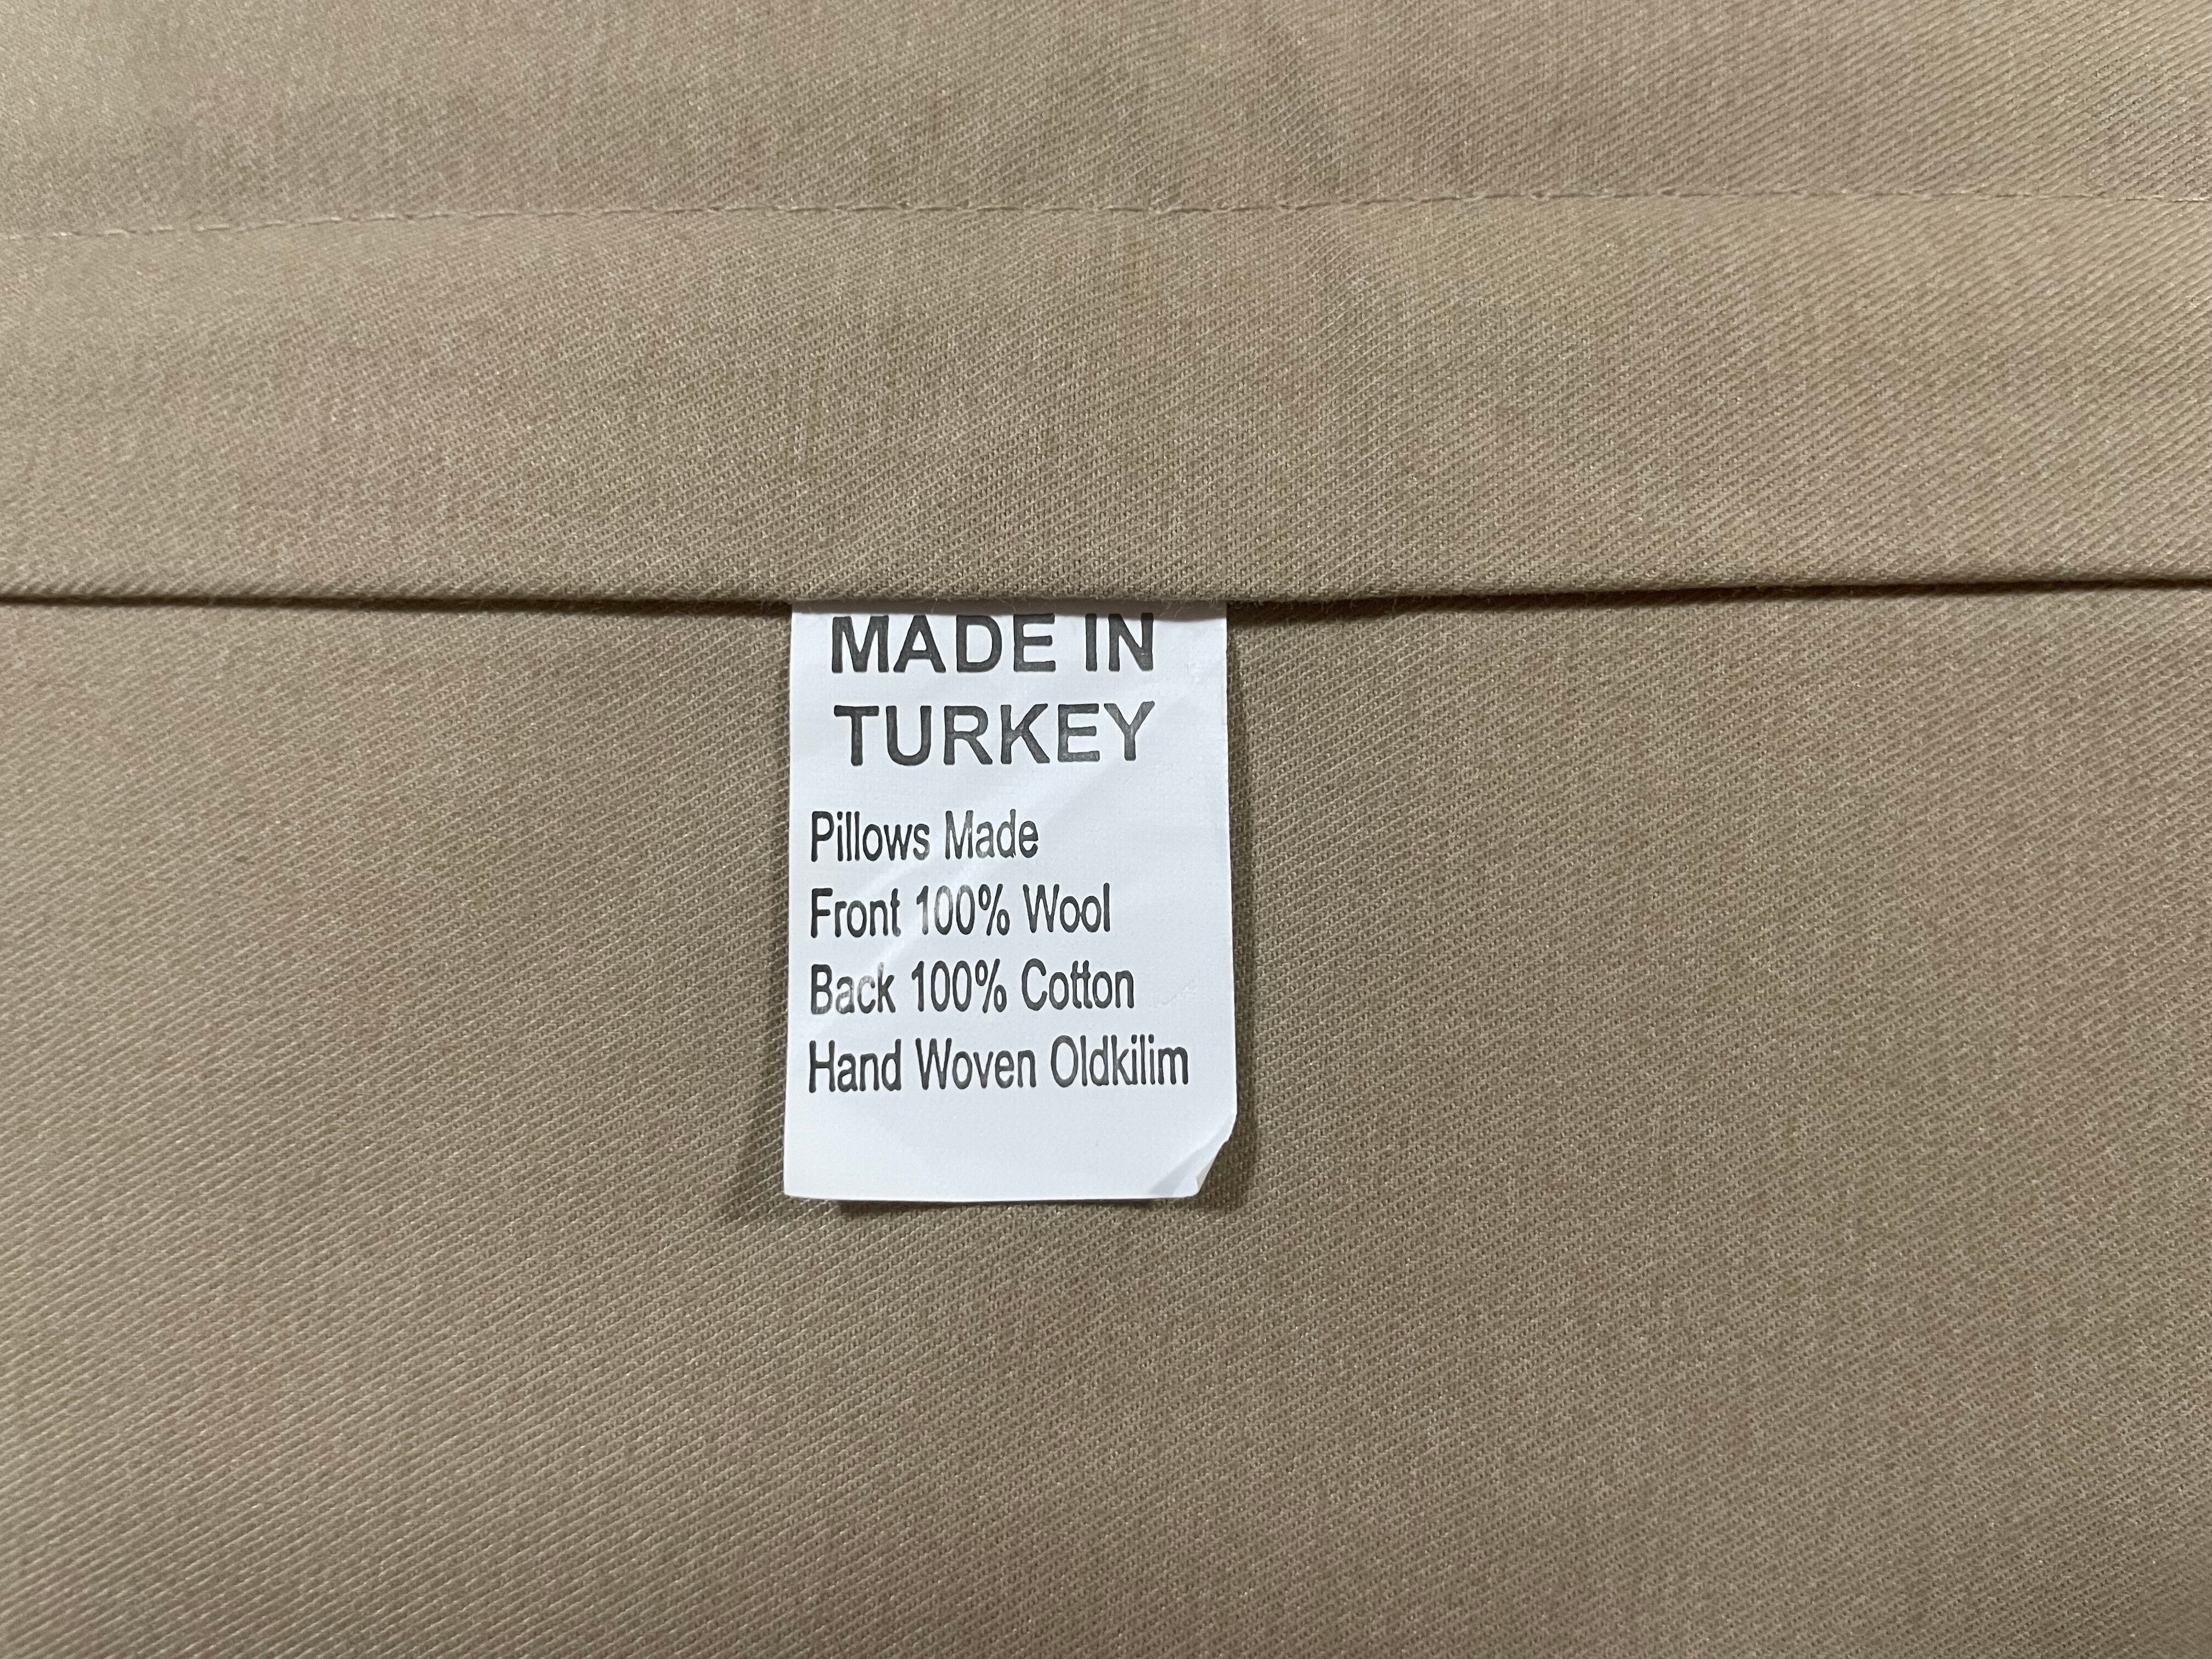 MADE IN
TURKEY
Pillows Made
Front 100% Wool
Back 100% Cotton
Hand Woven Oldkilim